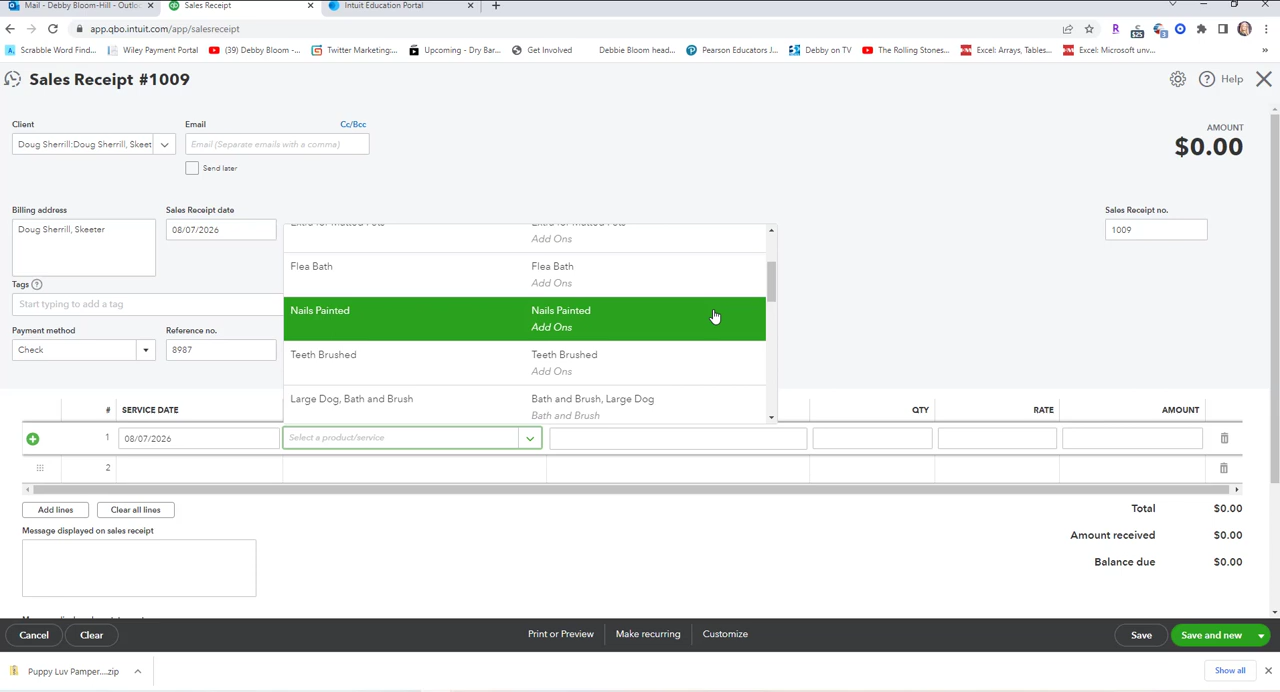 Mail - Debby Bloom-Hill - Outlo
Sales Receipt
Intuit Education Portal
app.qbo.intuit.com/app/salesreceipt
Scrabble Word Find...
Wiley Payment Portal
(39) Debby Bloom -...
Twitter Marketing:...
Upcoming - Dry Bar...
Get Involved
Debbie Bloom head...
Pearson Educators J...
Debby on TV
The Rolling Stones...
Excel: Arrays, Tables...
Excel: Microsoft unv...
Sales Receipt #1009
Help
Client
Email
Cc/Bcc
AMOUNT
Doug Sherrill:Doug Sherrill, Skeet
Email (Separate emails with a comma)
$0.00
Send later
Billing address
Sales Receipt date
Sales Receipt no.
Doug Sherrill, Skeeter
08/07/2026
1009
Add Ons
Flea Bath
Flea Bath
Add Ons
Tags
Start typing to add a tag
Nails Painted
Nails Painted
Add Ons
Payment method
Reference no.
Check
8987
Teeth Brushed
Teeth Brushed
Add Ons
Large Dog, Bath and Brush
Bath and Brush, Large Dog
Bath and Brush
# SERVICE DATE
QTY
RATE
AMOUNT
1
08/07/2026
Select a product/service
2
Add lines
Clear all lines
Total
$0.00
Message displayed on sales receipt
Amount received
$0.00
Balance due
$0.00
Cancel
Clear
Print or Preview
Make recurring
Customize
Save
Save and new
Puppy Luv Pamper....zip
Show all